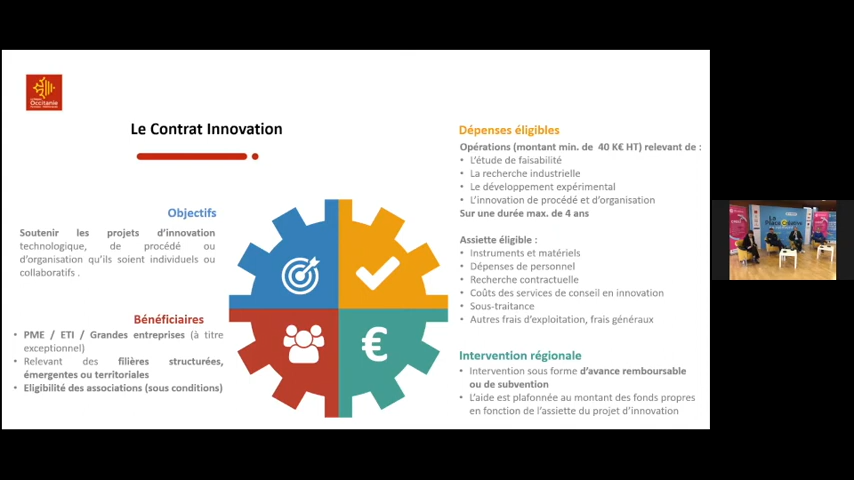 Occitanie
Le Contrat Innovation
Objectifs
Soutenir les projets d'innovation
technologique, de procédé ou
d'organisation qu'ils soient individuels ou
collaboratifs .
Bénéficiaires
• PME / ETI / Grandes entreprises (à titre
exceptionnel)
• Relevant des filières structurées,
émergentes ou territoriales
• Eligibilité des associations (sous conditions)
€
Dépenses éligibles
Opérations (montant min. de 40 K€ HT) relevant de :
• L'étude de faisabilité
• La recherche industrielle
• Le développement expérimental
• L'innovation de procédé et d'organisation
Sur une durée max. de 4 ans
Assiette éligible :
• Instruments et matériels
• Dépenses de personnel
• Recherche contractuelle
• Coûts des services de conseil en innovation
• Sous-traitance
• Autres frais d'exploitation, frais généraux
Intervention régionale
• Intervention sous forme d'avance remboursable
ou de subvention
• L'aide est plafonnée au montant des fonds propres
en fonction de l'assiette du projet d'innovation